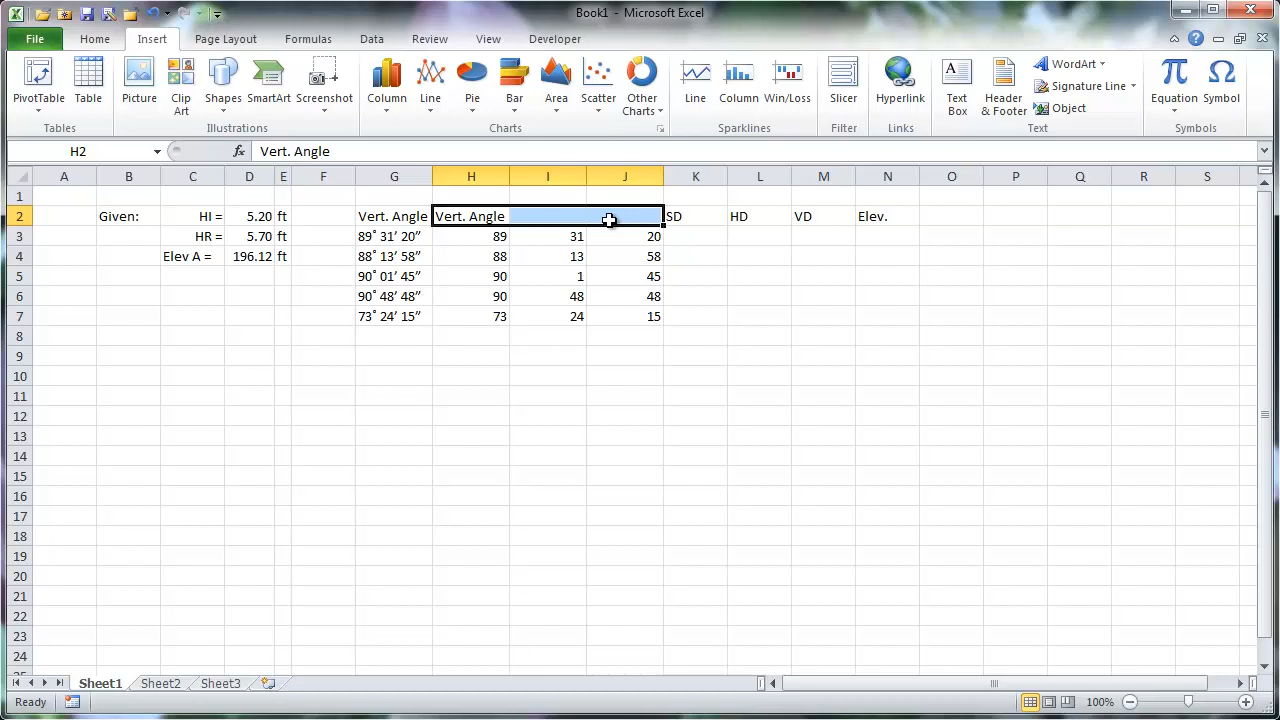 Book1 - Microsoft Excel
File Home Insert Page Layout Formulas Data Review View Developer
PivotTable Table Picture Clip Art Shapes SmartArt Screenshot Column Line Pie Bar Area Scatter Other Charts Line Column Win/Loss Slicer Hyperlink Text Box Header & Footer WordArt Signature Line Object Equation Symbol
Tables Illustrations Charts Sparklines Filter Links Text Symbols
H2 fx Vert. Angle
A B C D E F G H I J K L M N O P Q R S
1
2 Given: HI = 5.20 ft Vert. Angle Vert. Angle SD HD VD Elev.
3 HR = 5.70 ft 89˚ 31’ 20” 89 31 20
4 Elev A = 196.12 ft 88˚ 13’ 58” 88 13 58
5 90˚ 01’ 45” 90 1 45
6 90˚ 48’ 48” 90 48 48
7 73˚ 24’ 15” 73 24 15
8
9
10
11
12
13
14
15
16
17
18
19
20
21
22
23
24
Sheet1 Sheet2 Sheet3
Ready 100%